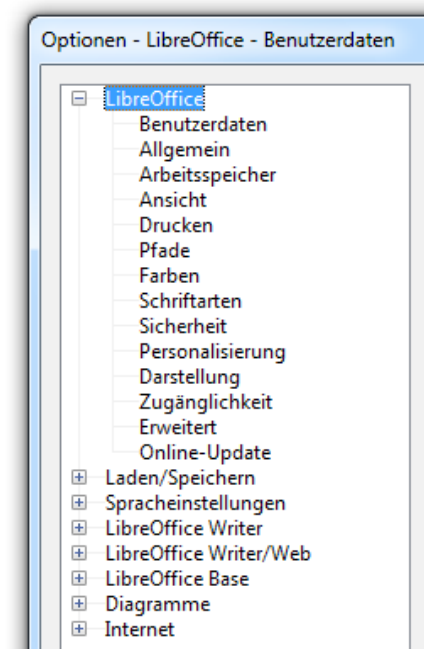 Optionen - LibreOffice - Benutzerdaten
LibreOffice
Benutzerdaten
Allgemein
Arbeitsspeicher
Ansicht
Drucken
Pfade
Farben
Schriftarten
Sicherheit
Personalisierung
Darstellung
Zugänglichkeit
Erweitert
Online-Update
Laden/Speichern
Spracheinstellungen
LibreOffice Writer
LibreOffice Writer/Web
LibreOffice Base
Diagramme
Internet